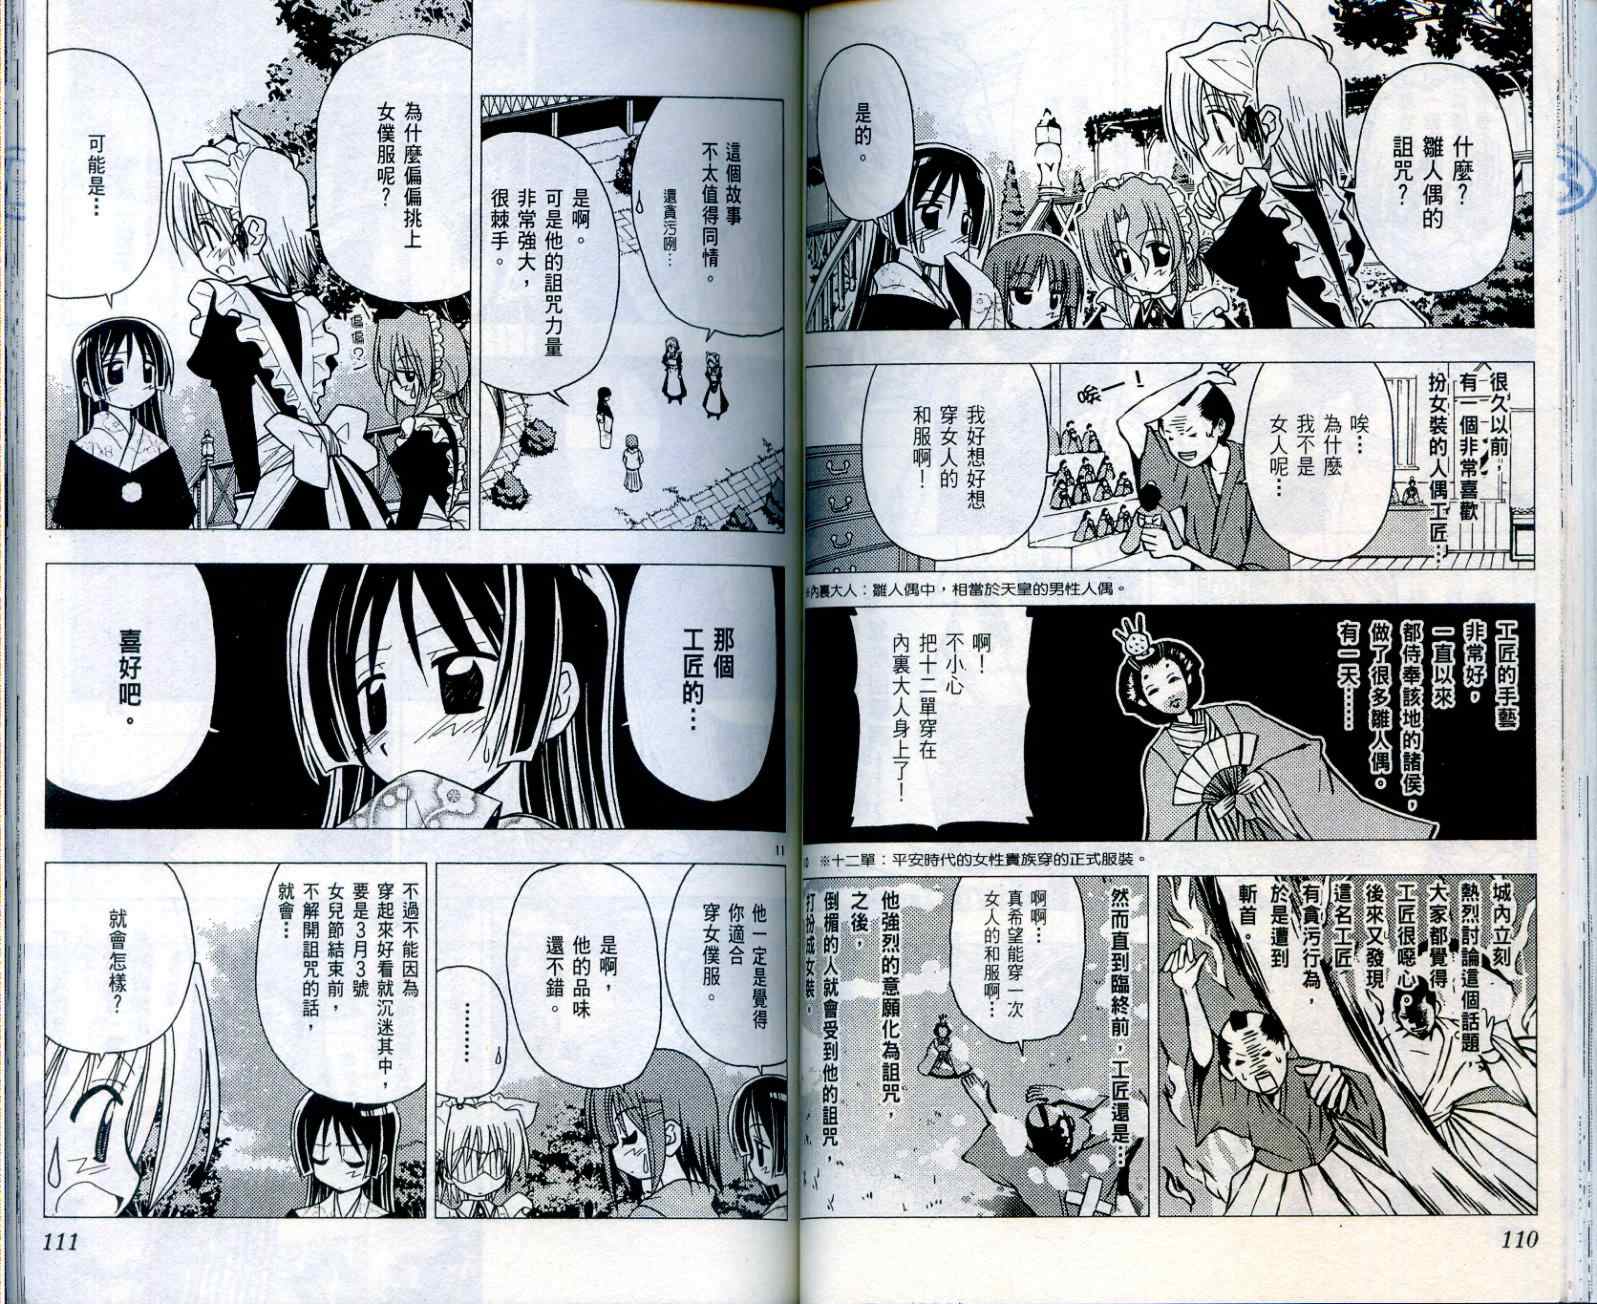 什麼?
雛人偶的
詛咒?
是的。
很久以前,
有一個非常喜歡
扮女裝的人偶工匠…
唉…
為什麼
我不是
女人呢…
唉—!
我好想好想
穿女人的
和服啊!
※內裏大人:雛人偶中,相當於天皇的男性人偶。
工匠的手藝
非常好,
一直以來
都侍奉該地的諸侯,
做了很多雛人偶。
有一天……
啊!
不小心
把十二單穿在
內裏大人身上了!
10
※十二單:平安時代的女性貴族穿的正式服裝。
城內立刻
熱烈討論這個話題
大家都覺得
工匠很噁心。
後來又發現
這名工匠
有貪污行為,
於是遭到
斬首。
然而直到臨終前,工匠還是…
啊啊…
真希望能穿一次
女人的和服啊…
他強烈的意願化為詛咒,
之後,
倒楣的人就會受到他的詛咒,
打扮成女裝。
110
這個故事
不太值得同情。
還貪污咧…
是啊。
可是他的詛咒力量
非常強大,
很棘手。
為什麼偏偏挑上
女僕服呢?
偏偏?
可能是…
那個
工匠的…
喜好吧。
11
他一定是覺得
你適合
穿女僕服。
是啊,
他的品味
還不錯。
………
不過不能因為
穿起來好看就沉迷其中,
要是3月3號
女兒節結束前,
不解開詛咒的話,
就會…
就會怎樣?
111